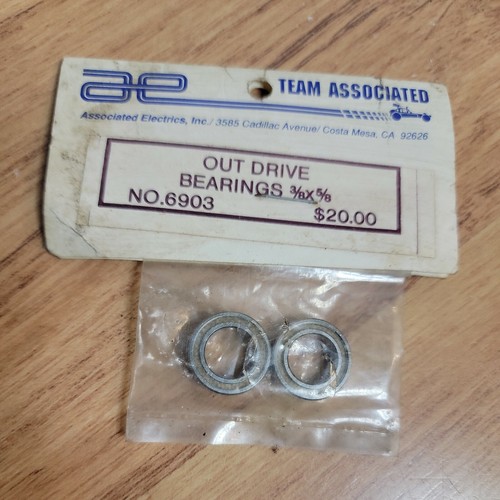 ae TEAM ASSOCIATED
Associated Electrics, Inc./ 3585 Cadillac Avenue/ Costa Mesa, CA 92626
OUT DRIVE
BEARINGS ⅜X⅝
NO.6903 $20.00